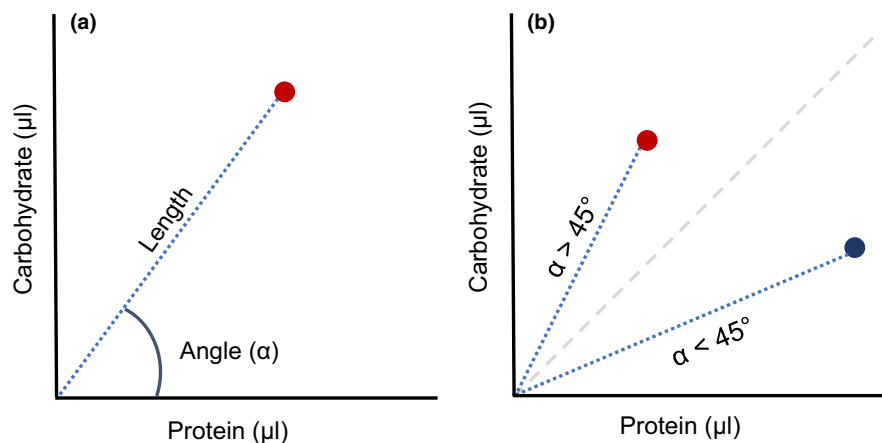 (a)
Carbohydrate (µl)
Length
Angle (α)
Protein (µl)
(b)
Carbohydrate (µl)
α > 45°
α < 45°
Protein (µl)